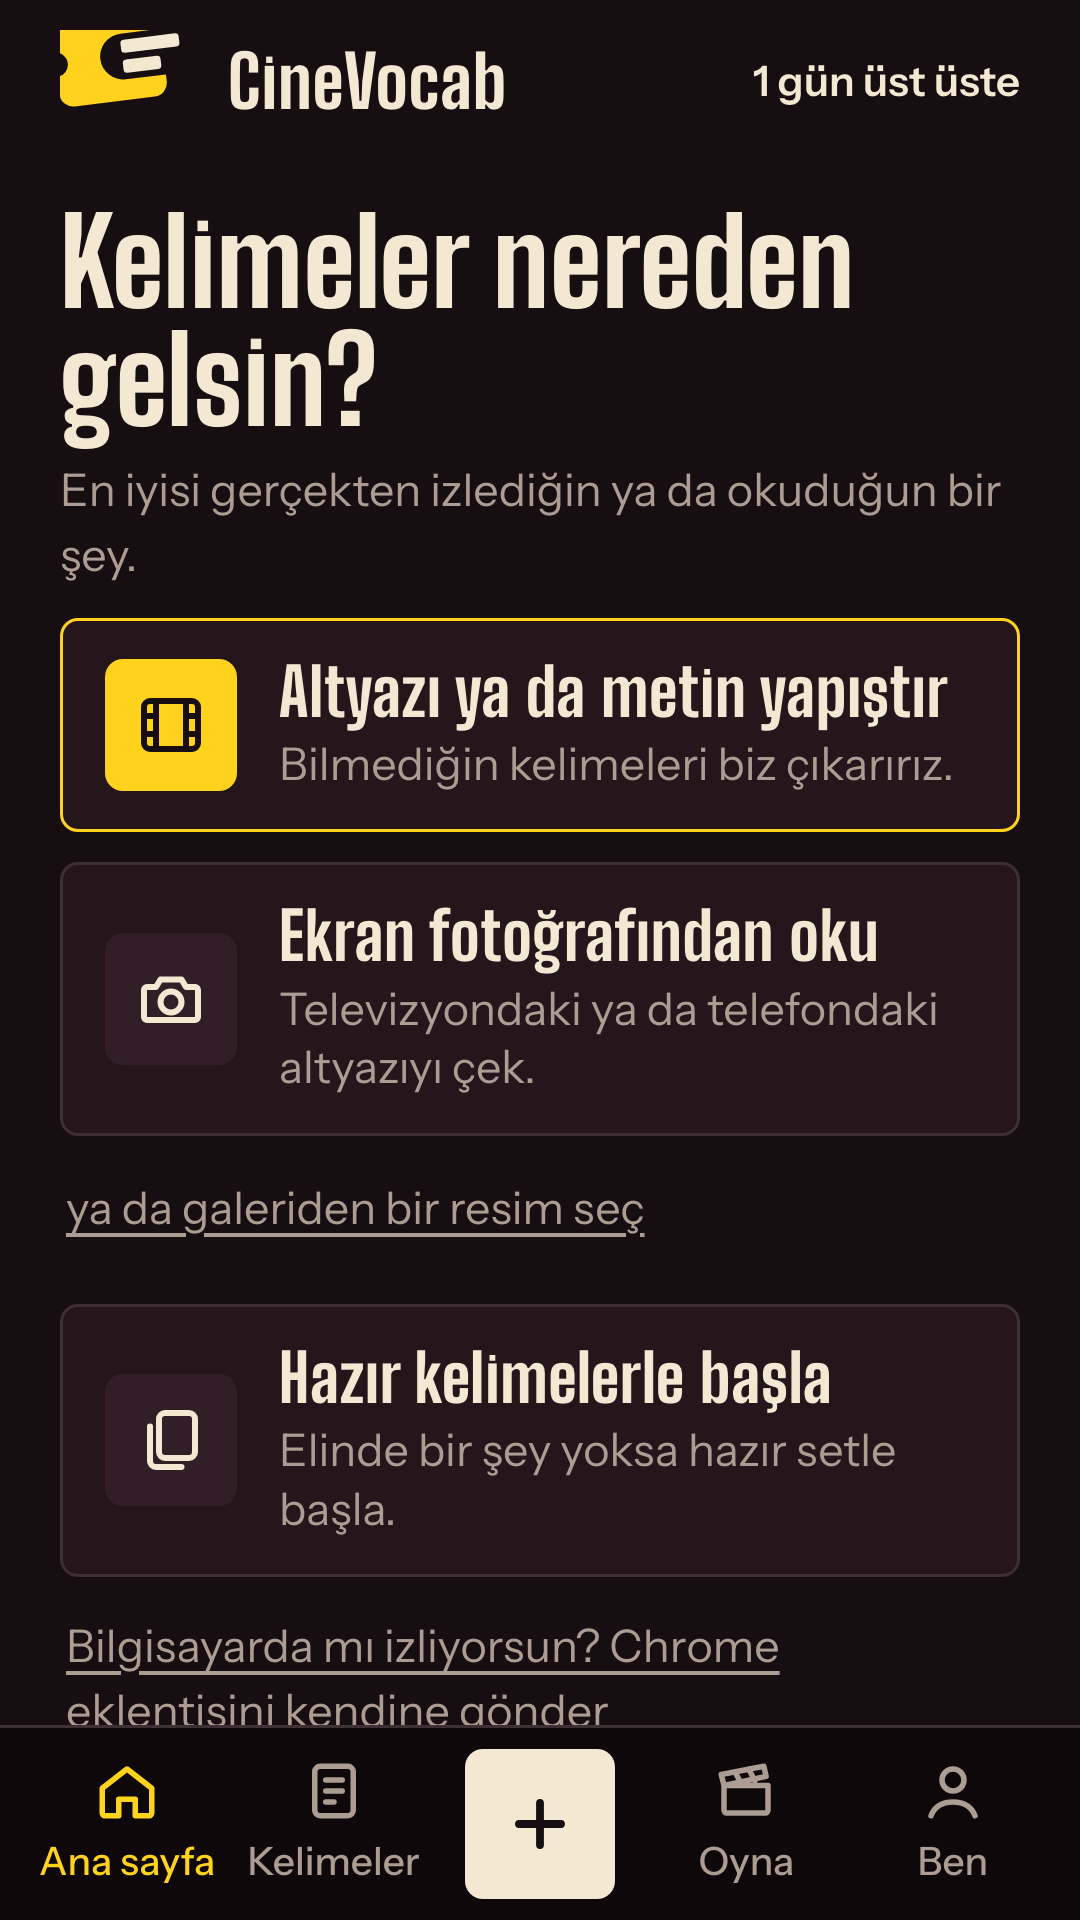 CineVocab
1 gün üst üste
Kelimeler nereden
gelsin?
En iyisi gerçekten izlediğin ya da okuduğun bir
şey.
Altyazı ya da metin yapıştır
Bilmediğin kelimeleri biz çıkarırız.
Ekran fotoğrafından oku
Televizyondaki ya da telefondaki
altyazıyı çek.
ya da galeriden bir resim seç
Hazır kelimelerle başla
Elinde bir şey yoksa hazır setle
başla.
Bilgisayarda mı izliyorsun? Chrome
eklentisini kendine gönder
Ana sayfa
Kelimeler
Oyna
Ben